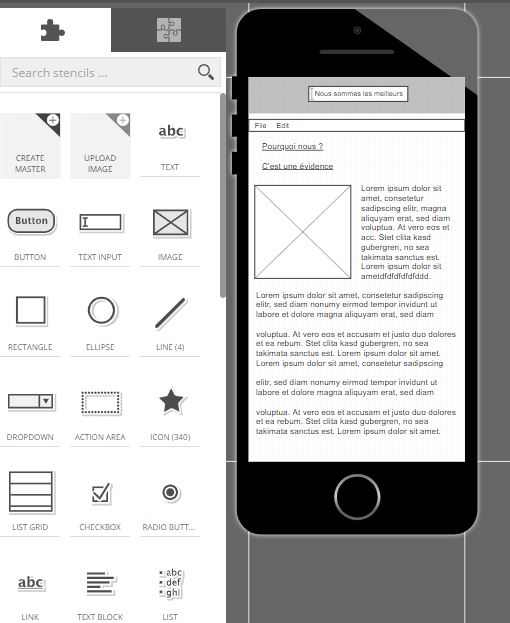 Search stencils ...
CREATE
MASTER
UPLOAD
IMAGE
abc
TEXT
Button
BUTTON
TEXT INPUT
IMAGE
RECTANGLE
ELLIPSE
LINE (4)
DROPDOWN
ACTION AREA
ICON (340)
LIST GRID
CHECKBOX
RADIO BUTT...
abc
LINK
TEXT BLOCK
abc
def
ghi
LIST
Nous sommes les meilleurs
File Edit
Pourquoi nous ?
C'est une évidence
Lorem ipsum dolor sit
amet, consetetur
sadipscing elitr, magna
aliquyam erat, sed diam
voluptua. At vero eos et
acc. Stet clita kasd
gubergren, no sea
takimata sanctus est.
Lorem ipsum dolor sit
ametdfdfdfdfdfddd.
Lorem ipsum dolor sit amet, consetetur sadipscing
elitr, sed diam nonumy eirmod tempor invidunt ut
labore et dolore magna aliquyam erat, sed diam
voluptua. At vero eos et accusam et justo duo dolores
et ea rebum. Stet clita kasd gubergren, no sea
takimata sanctus est. Lorem ipsum dolor sit amet.
Lorem ipsum dolor sit amet, consetetur sadipscing
elitr, sed diam nonumy eirmod tempor invidunt ut
labore et dolore magna aliquyam erat, sed diam
voluptua. At vero eos et accusam et justo duo dolores
et ea rebum. Stet clita kasd gubergren, no sea
takimata sanctus est. Lorem ipsum dolor sit amet.